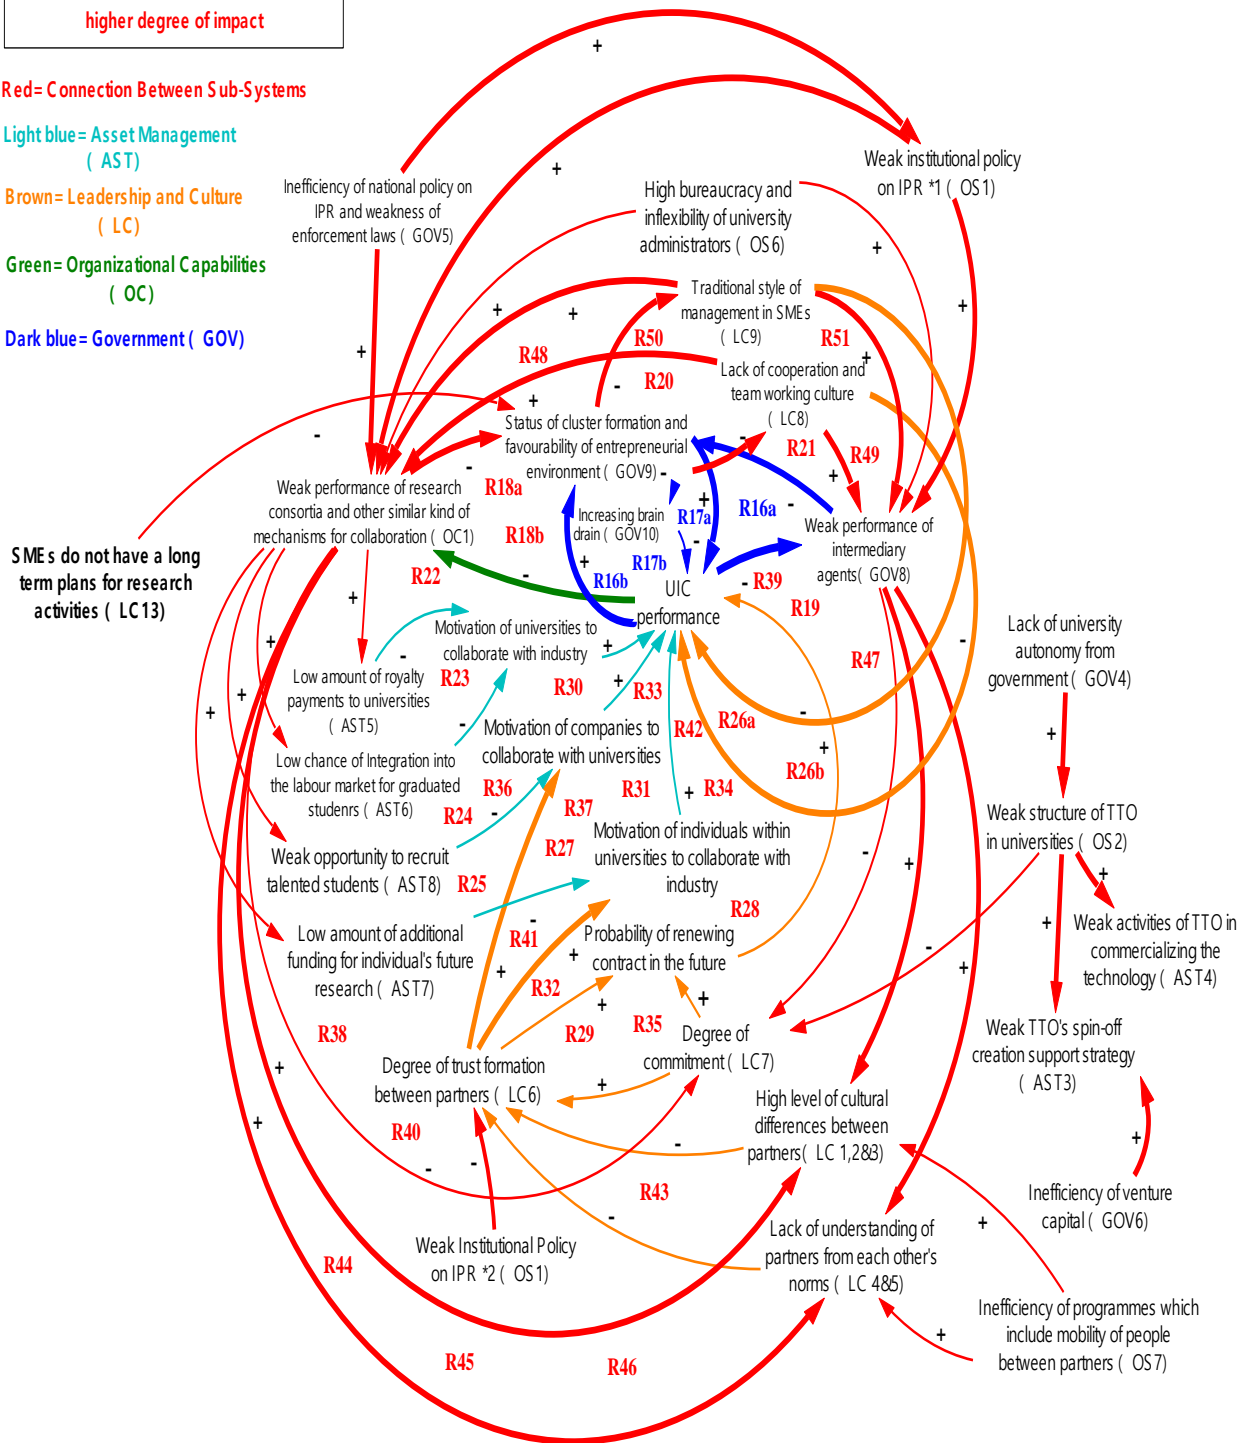 higher degree of impact
Red= Connection Between Sub-Systems
Light blue= Asset Management
( AST)
Brown= Leadership and Culture
( LC)
Green= Organizational Capabilities
( OC)
Dark blue= Government ( GOV)
+
+
Weak institutional policy
on IPR *1 ( OS1)
Inefficiency of national policy on
IPR and weakness of
enforcement laws ( GOV5)
High bureaucracy and
inflexibility of university
administrators ( OS6)
+
+
+
+
+
Traditional style of
management in SMEs
( LC9)
R50
R51
R48
+
+
Lack of cooperation and
team working culture
( LC8)
R20
-
-
+
Status of cluster formation and
favourability of entrepreneurial
environment ( GOV9)
-
-
R21
R49
+
-
R18a
Weak performance of research
consortia and other similar kind of
mechanisms for collaboration ( OC1)
R18b
Increasing brain
drain ( GOV10)
+
R17a
-
R16a
-
Weak performance of
intermediary
agents( GOV8)
SMEs do not have a long
term plans for research
activities ( LC13)
R22
-
+
R16b
R17b
UIC
performance
-
R39
R19
+
Motivation of universities to
collaborate with industry
+
-
R23
R30
+
R33
R47
-
Lack of university
autonomy from
government ( GOV4)
Low amount of royalty
payments to universities
( AST5)
+
+
+
-
Motivation of companies to
collaborate with universities
R42
R26a
-
+
+
Low chance of Integration into
the labour market for graduated
studenrs ( AST6)
R36
R24
-
R37
R31
+
R34
R26b
Weak structure of TTO
in universities ( OS2)
Motivation of individuals within
universities to collaborate with
industry
R27
Weak opportunity to recruit
talented students ( AST8)
R25
-
+
+
R28
-
R41
+
Low amount of additional
funding for individual's future
research ( AST7)
Probability of renewing
contract in the future
+
-
+
Weak activities of TTO in
commercializing the
technology ( AST4)
+
R32
+
+
R38
R29
R35
Degree of
commitment ( LC7)
Weak TTO's spin-off
creation support strategy
( AST3)
+
Degree of trust formation
between partners ( LC6)
+
+
High level of cultural
differences between
partners( LC 1,2&3)
R40
-
-
-
+
R43
-
+
Inefficiency of venture
capital ( GOV6)
Weak Institutional Policy
on IPR *2 ( OS1)
Lack of understanding of
partners from each other's
norms ( LC 4&5)
R44
Inefficiency of programmes which
include mobility of people
between partners ( OS7)
+
R45
R46